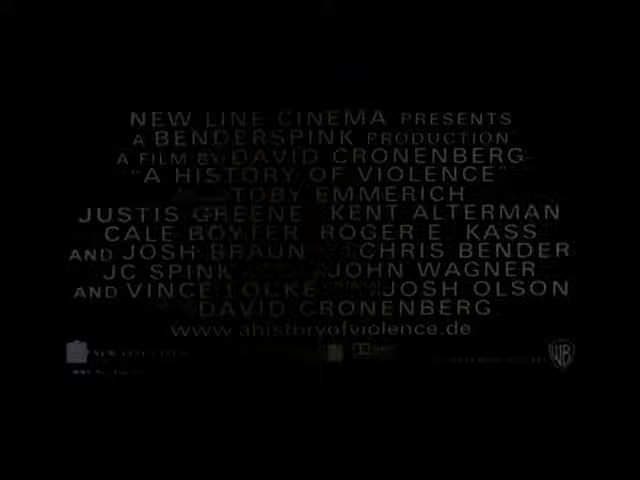 NEW LINE CINEMA PRESENTS
A BENDERSPINK PRODUCTION
A FILM BY DAVID CRONENBERG
"A HISTORY OF VIOLENCE"
TOBY EMMERICH
JUSTIS GREENE KENT ALTERMAN
CALE BOYTER ROGER E KASS
AND JOSH BRAUN CHRIS BENDER
JC SPINK JOHN WAGNER
AND VINCE LOCKE JOSH OLSON
DAVID CRONENBERG
www.ahistoryofviolence.de
WB